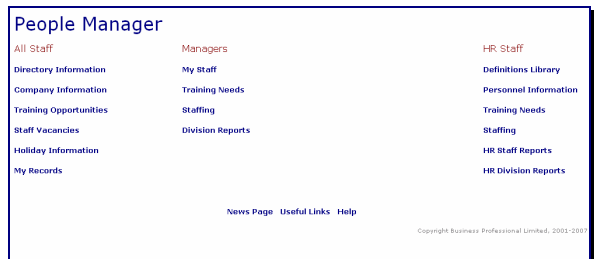 People Manager
All Staff Managers HR Staff
Directory Information My Staff Definitions Library
Company Information Training Needs Personnel Information
Training Opportunities Staffing Training Needs
Staff Vacancies Division Reports Staffing
Holiday Information HR Staff Reports
My Records HR Division Reports
News Page Useful Links Help
Copyright Business Professional Limited, 2001-2007